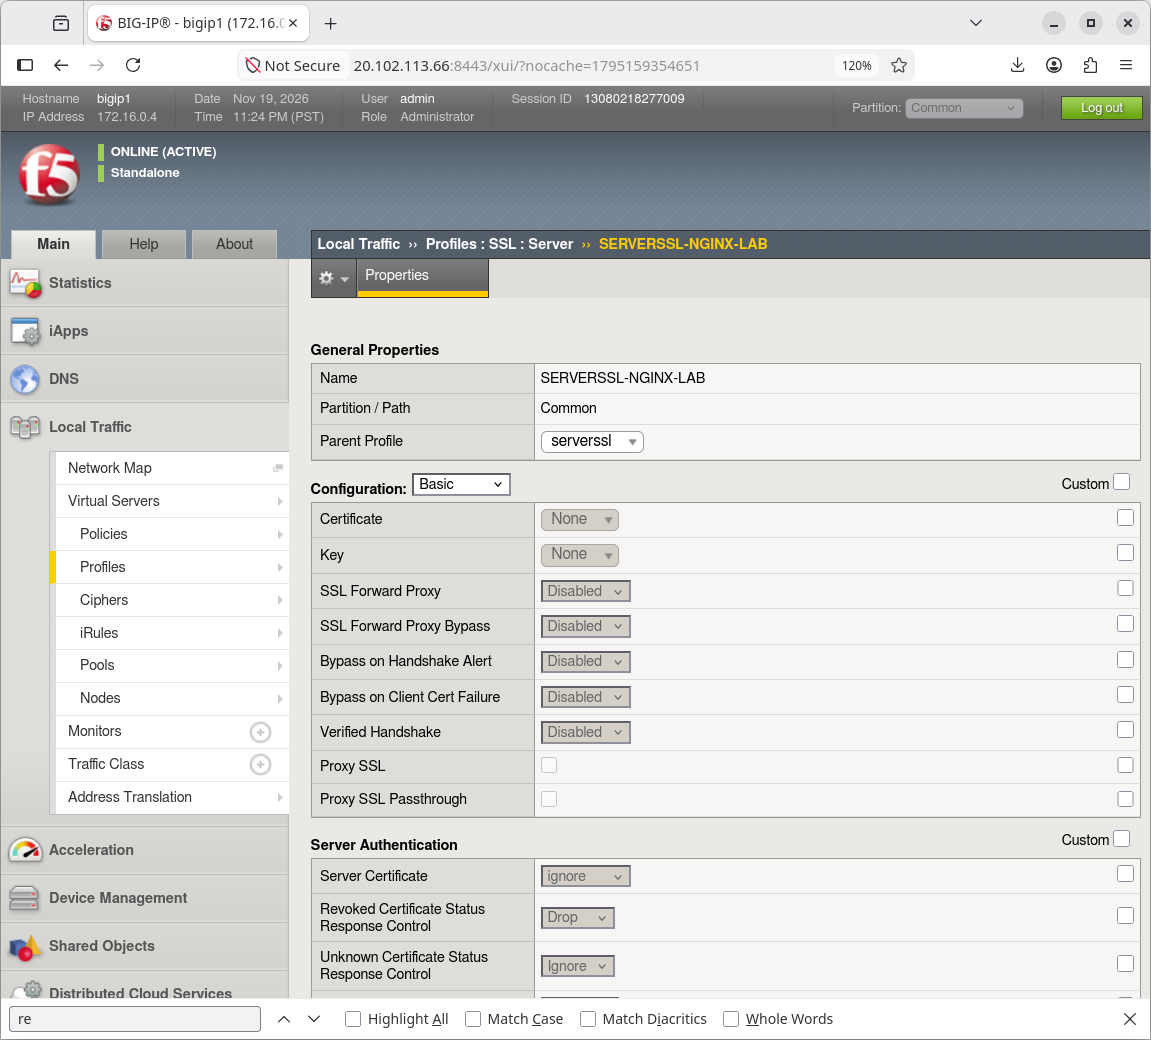 BIG-IP® - bigip1 (172.16.0
Not Secure 20.102.113.66:8443/xui/?nocache=1795159354651 120%
Hostname bigip1 Date Nov 19, 2026 User admin Session ID 13080218277009
IP Address 172.16.0.4 Time 11:24 PM (PST) Role Administrator
Partition: Common Log out
f5
ONLINE (ACTIVE)
Standalone
Main Help About
Local Traffic ›› Profiles : SSL : Server ›› SERVERSSL-NGINX-LAB
Properties
Statistics
iApps
DNS
Local Traffic
Network Map
Virtual Servers
Policies
Profiles
Ciphers
iRules
Pools
Nodes
Monitors
Traffic Class
Address Translation
Acceleration
Device Management
Shared Objects
Distributed Cloud Services
General Properties
Name SERVERSSL-NGINX-LAB
Partition / Path Common
Parent Profile serverssl
Configuration: Basic Custom
Certificate None
Key None
SSL Forward Proxy Disabled
SSL Forward Proxy Bypass Disabled
Bypass on Handshake Alert Disabled
Bypass on Client Cert Failure Disabled
Verified Handshake Disabled
Proxy SSL
Proxy SSL Passthrough
Server Authentication Custom
Server Certificate ignore
Revoked Certificate Status
Response Control Drop
Unknown Certificate Status
Response Control Ignore
re Highlight All Match Case Match Diacritics Whole Words